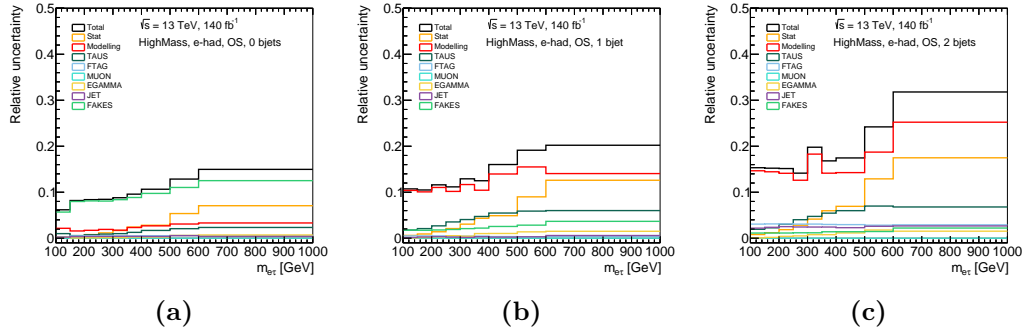 Relative uncertainty
0.5
0.4
0.3
0.2
0.1
0
√s = 13 TeV, 140 fb⁻¹
HighMass, e-had, OS, 0 bjets
Total
Stat
Modelling
TAUS
FTAG
MUON
EGAMMA
JET
FAKES
100 200 300 400 500 600 700 800 900 1000
m_eτ [GeV]
(a)
Relative uncertainty
0.5
0.4
0.3
0.2
0.1
0
√s = 13 TeV, 140 fb⁻¹
HighMass, e-had, OS, 1 bjet
Total
Stat
Modelling
TAUS
FTAG
MUON
EGAMMA
JET
FAKES
100 200 300 400 500 600 700 800 900 1000
m_eτ [GeV]
(b)
Relative uncertainty
0.5
0.4
0.3
0.2
0.1
0
√s = 13 TeV, 140 fb⁻¹
HighMass, e-had, OS, 2 bjets
Total
Stat
Modelling
TAUS
FTAG
MUON
EGAMMA
JET
FAKES
100 200 300 400 500 600 700 800 900 1000
m_eτ [GeV]
(c)